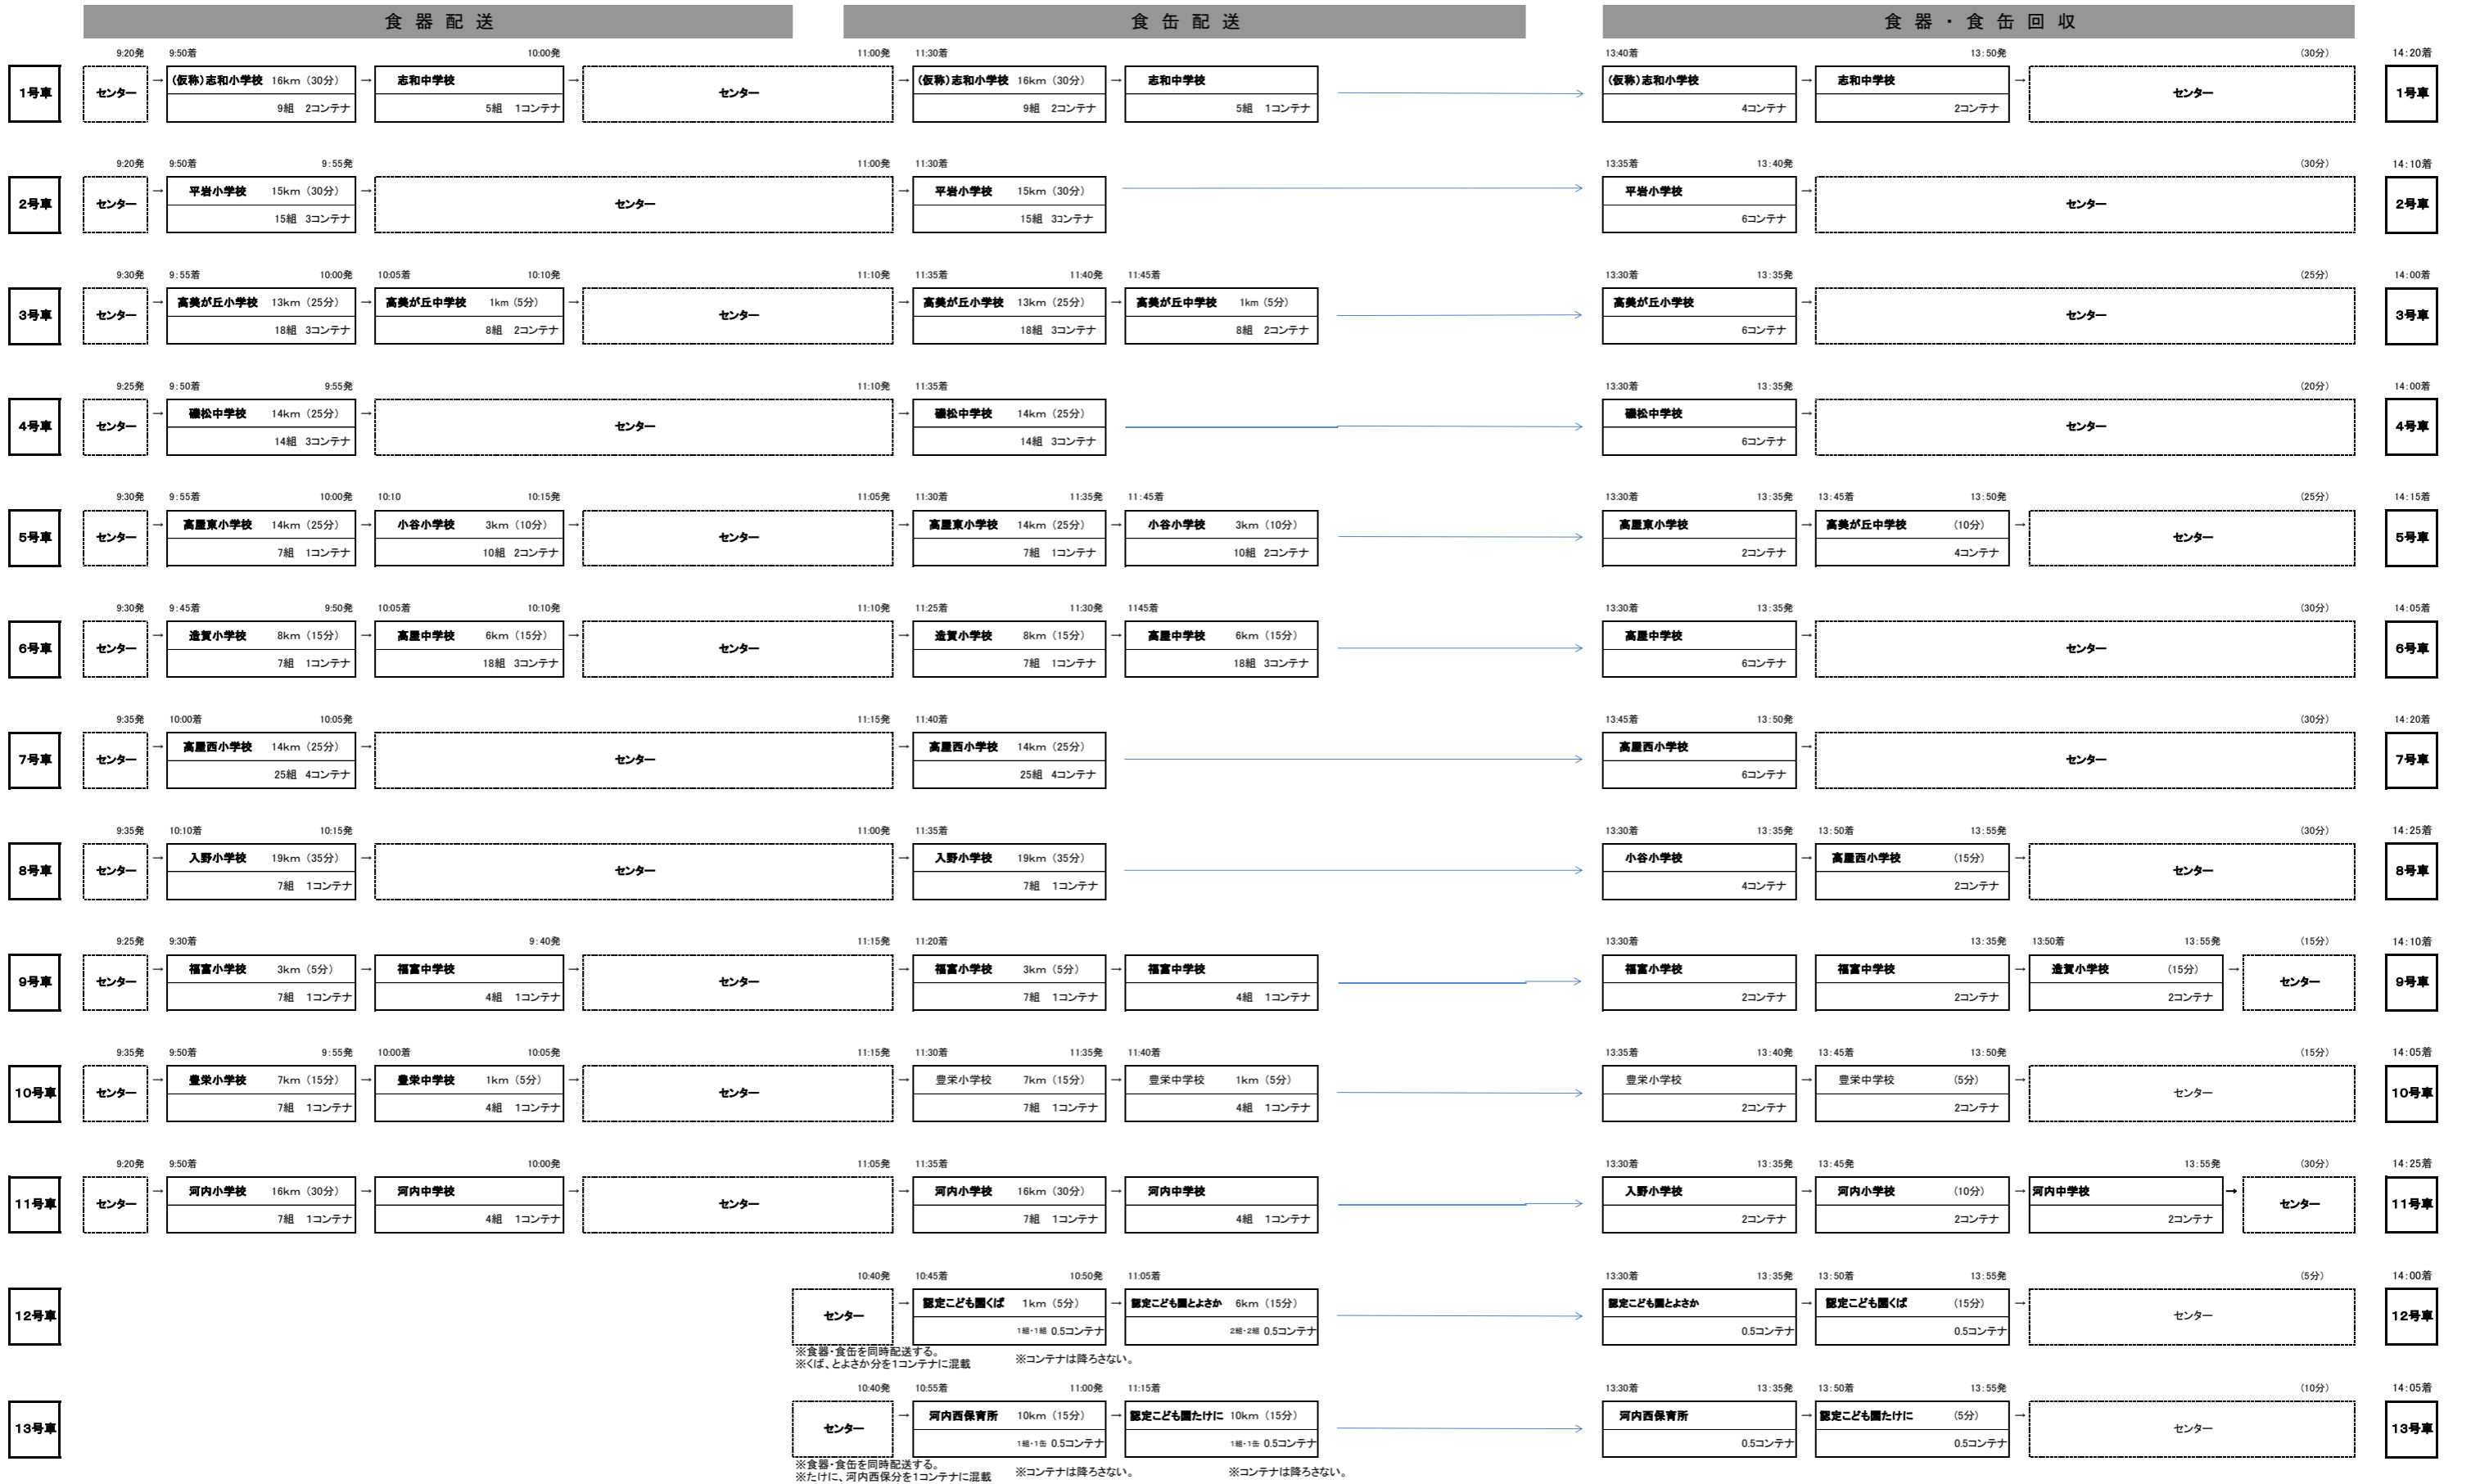 食器配送 食缶配送 食器・食缶回収
9:20発 9:50着 10:00発 11:00発 11:30着 13:40着 13:50発 (30分) 14:20着
1号車 センター → (仮称)志和小学校 16km (30分) → 志和中学校 → センター → (仮称)志和小学校 16km (30分) → 志和中学校 (仮称)志和小学校 → 志和中学校 → センター 1号車
9組 2コンテナ 5組 1コンテナ 9組 2コンテナ 5組 1コンテナ 4コンテナ 2コンテナ
9:20発 9:50着 9:55発 11:00発 11:30着 13:35着 13:40発 (30分) 14:10着
2号車 センター → 平岩小学校 15km (30分) → センター → 平岩小学校 15km (30分) 平岩小学校 → センター 2号車
15組 3コンテナ 15組 3コンテナ 6コンテナ
9:30発 9:55着 10:00発 10:05着 10:10発 11:10発 11:35着 11:40発 11:45着 13:30着 13:35発 (25分) 14:00着
3号車 センター → 高美が丘小学校 13km (25分) → 高美が丘中学校 1km (5分) → センター → 高美が丘小学校 13km (25分) → 高美が丘中学校 1km (5分) 高美が丘小学校 → センター 3号車
18組 3コンテナ 8組 2コンテナ 18組 3コンテナ 8組 2コンテナ 6コンテナ
9:25発 9:50着 9:55発 11:10発 11:35着 13:30着 13:35発 (20分) 14:00着
4号車 センター → 磯松中学校 14km (25分) → センター → 磯松中学校 14km (25分) 磯松中学校 → センター 4号車
14組 3コンテナ 14組 3コンテナ 6コンテナ
9:30発 9:55着 10:00発 10:10 10:15発 11:05発 11:30着 11:35発 11:45着 13:30着 13:35発 13:45着 13:50発 (25分) 14:15着
5号車 センター → 高屋東小学校 14km (25分) → 小谷小学校 3km (10分) → センター → 高屋東小学校 14km (25分) → 小谷小学校 3km (10分) 高屋東小学校 → 高美が丘中学校 (10分) → センター 5号車
7組 1コンテナ 10組 2コンテナ 7組 1コンテナ 10組 2コンテナ 2コンテナ 4コンテナ
9:30発 9:45着 9:50発 10:05着 10:10発 11:10発 11:25着 11:30発 1145着 13:30着 13:35発 (30分) 14:05着
6号車 センター → 造賀小学校 8km (15分) → 高屋中学校 6km (15分) → センター → 造賀小学校 8km (15分) → 高屋中学校 6km (15分) 高屋中学校 → センター 6号車
7組 1コンテナ 18組 3コンテナ 7組 1コンテナ 18組 3コンテナ 6コンテナ
9:35発 10:00着 10:05発 11:15発 11:40着 13:45着 13:50発 (30分) 14:20着
7号車 センター → 高屋西小学校 14km (25分) → センター → 高屋西小学校 14km (25分) 高屋西小学校 → センター 7号車
25組 4コンテナ 25組 4コンテナ 6コンテナ
9:35発 10:10着 10:15発 11:00発 11:35着 13:30着 13:35発 13:50着 13:55発 (30分) 14:25着
8号車 センター → 入野小学校 19km (35分) → センター → 入野小学校 19km (35分) 小谷小学校 → 高屋西小学校 (15分) → センター 8号車
7組 1コンテナ 7組 1コンテナ 4コンテナ 2コンテナ
9:25発 9:30着 9:40発 11:15発 11:20着 13:30着 13:35発 13:50着 13:55発 (15分) 14:10着
9号車 センター → 福富小学校 3km (5分) → 福富中学校 → センター → 福富小学校 3km (5分) → 福富中学校 福富小学校 福富中学校 → 造賀小学校 (15分) → センター 9号車
7組 1コンテナ 4組 1コンテナ 7組 1コンテナ 4組 1コンテナ 2コンテナ 2コンテナ 2コンテナ
9:35発 9:50着 9:55発 10:00着 10:05発 11:15発 11:30着 11:35発 11:40着 13:35着 13:40発 13:45着 13:50発 (15分) 14:05着
10号車 センター → 豊栄小学校 7km (15分) → 豊栄中学校 1km (5分) → センター → 豊栄小学校 7km (15分) → 豊栄中学校 1km (5分) 豊栄小学校 → 豊栄中学校 (5分) → センター 10号車
7組 1コンテナ 4組 1コンテナ 7組 1コンテナ 4組 1コンテナ 2コンテナ 2コンテナ
9:20発 9:50着 10:00発 11:05発 11:35着 13:30着 13:35発 13:45発 13:55発 (30分) 14:25着
11号車 センター → 河内小学校 16km (30分) → 河内中学校 → センター → 河内小学校 16km (30分) → 河内中学校 入野小学校 → 河内小学校 (10分) → 河内中学校 → センター 11号車
7組 1コンテナ 4組 1コンテナ 7組 1コンテナ 4組 1コンテナ 2コンテナ 2コンテナ 2コンテナ
10:40発 10:45着 10:50発 11:05着 13:30着 13:35発 13:50着 13:55発 (5分) 14:00着
12号車 センター → 認定こども園くば 1km (5分) → 認定こども園とよさか 6km (15分) 認定こども園とよさか → 認定こども園くば (15分) → センター 12号車
1組・1組 0.5コンテナ 2組・2組 0.5コンテナ 0.5コンテナ 0.5コンテナ
※食器・食缶を同時配送する。
※くば、とよさか分を1コンテナに混載 ※コンテナは降ろさない。
10:40発 10:55着 11:00発 11:15着 13:30着 13:35発 13:50着 13:55発 (10分) 14:05着
13号車 センター → 河内西保育所 10km (15分) → 認定こども園たけに 10km (15分) 河内西保育所 → 認定こども園たけに (5分) → センター 13号車
1組・1缶 0.5コンテナ 1組・1缶 0.5コンテナ 0.5コンテナ 0.5コンテナ
※食器・食缶を同時配送する。
※たけに、河内西保分を1コンテナに混載 ※コンテナは降ろさない。 ※コンテナは降ろさない。